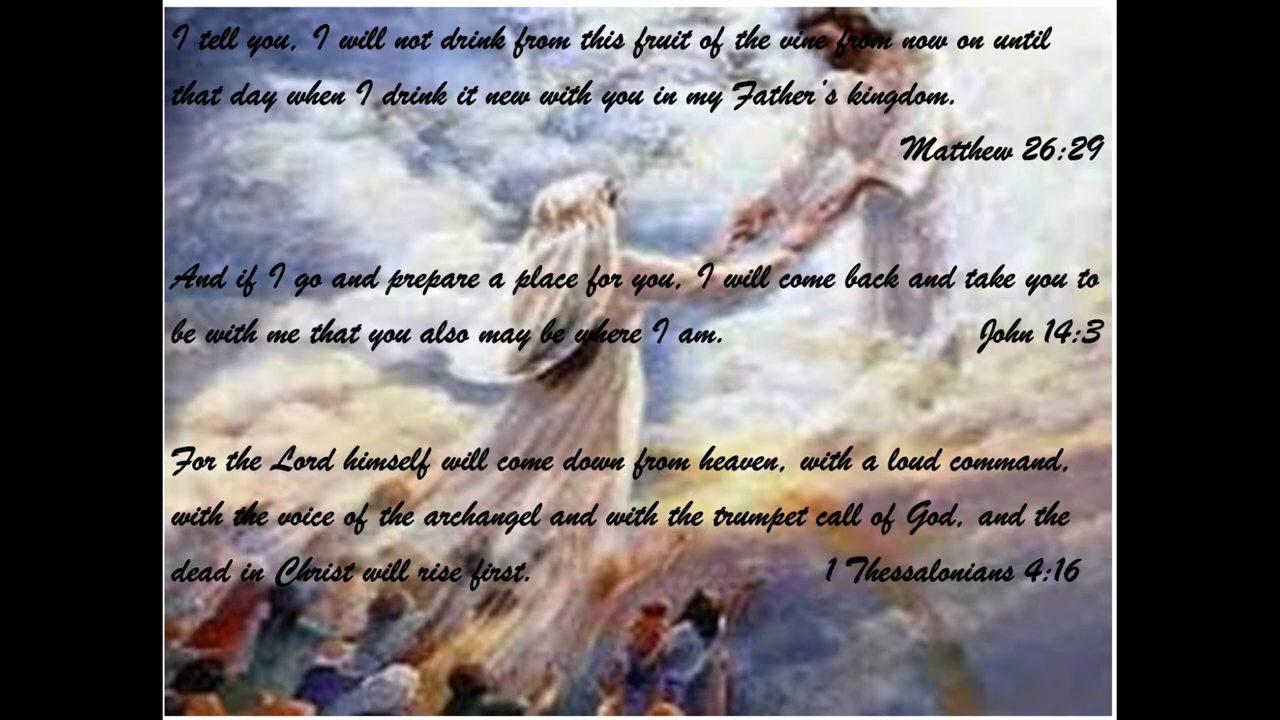 I tell you, I will not drink from this fruit of the vine from now on until
that day when I drink it new with you in my Father's kingdom.
Matthew 26:29
And if I go and prepare a place for you, I will come back and take you to
be with me that you also may be where I am. John 14:3
For the Lord himself will come down from heaven, with a loud command,
with the voice of the archangel and with the trumpet call of God, and the
dead in Christ will rise first. 1 Thessalonians 4:16